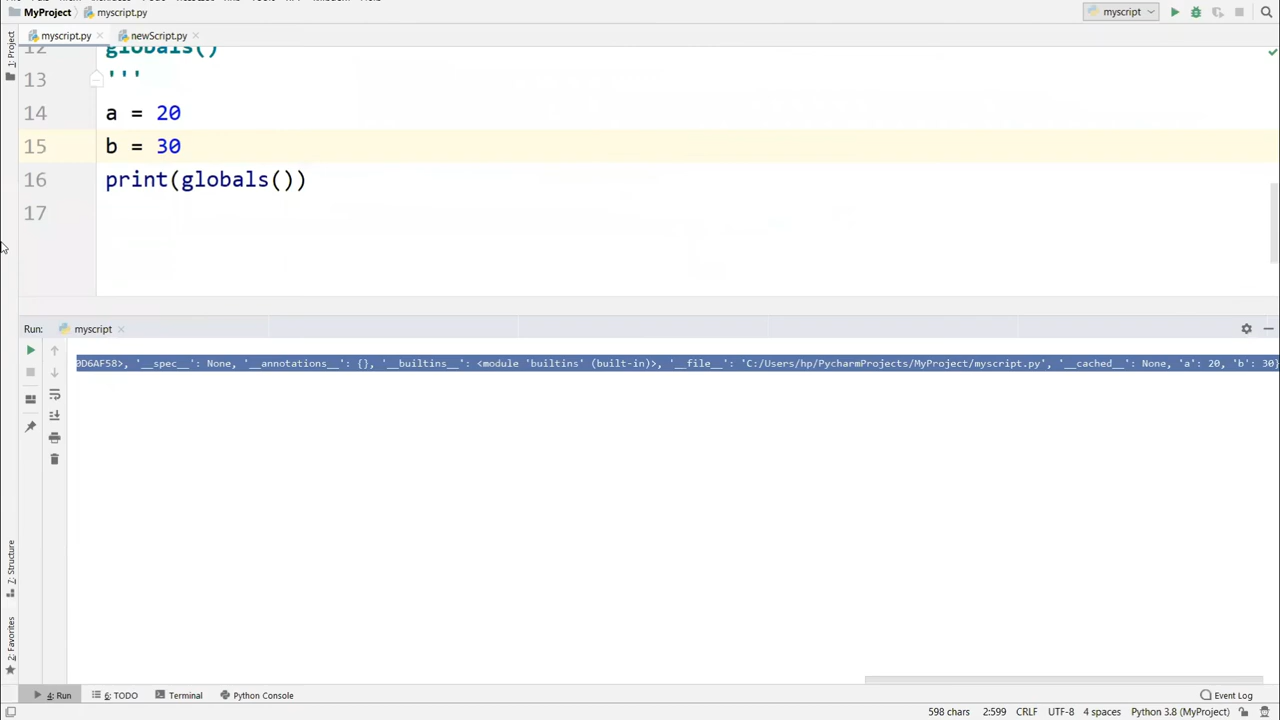 MyProject
myscript.py
myscript
myscript.py
newScript.py
1: Project
12
globals()
13 '''
14 a = 20
15 b = 30
16 print(globals())
17
Run: myscript
0D6AF58>, '__spec__': None, '__annotations__': {}, '__builtins__': <module 'builtins' (built-in)>, '__file__': 'C:/Users/hp/PycharmProjects/MyProject/myscript.py', '__cached__': None, 'a': 20, 'b': 30}
7: Structure
2: Favorites
4: Run
6: TODO
Terminal
Python Console
Event Log
598 chars
2:599
CRLF
UTF-8
4 spaces
Python 3.8 (MyProject)